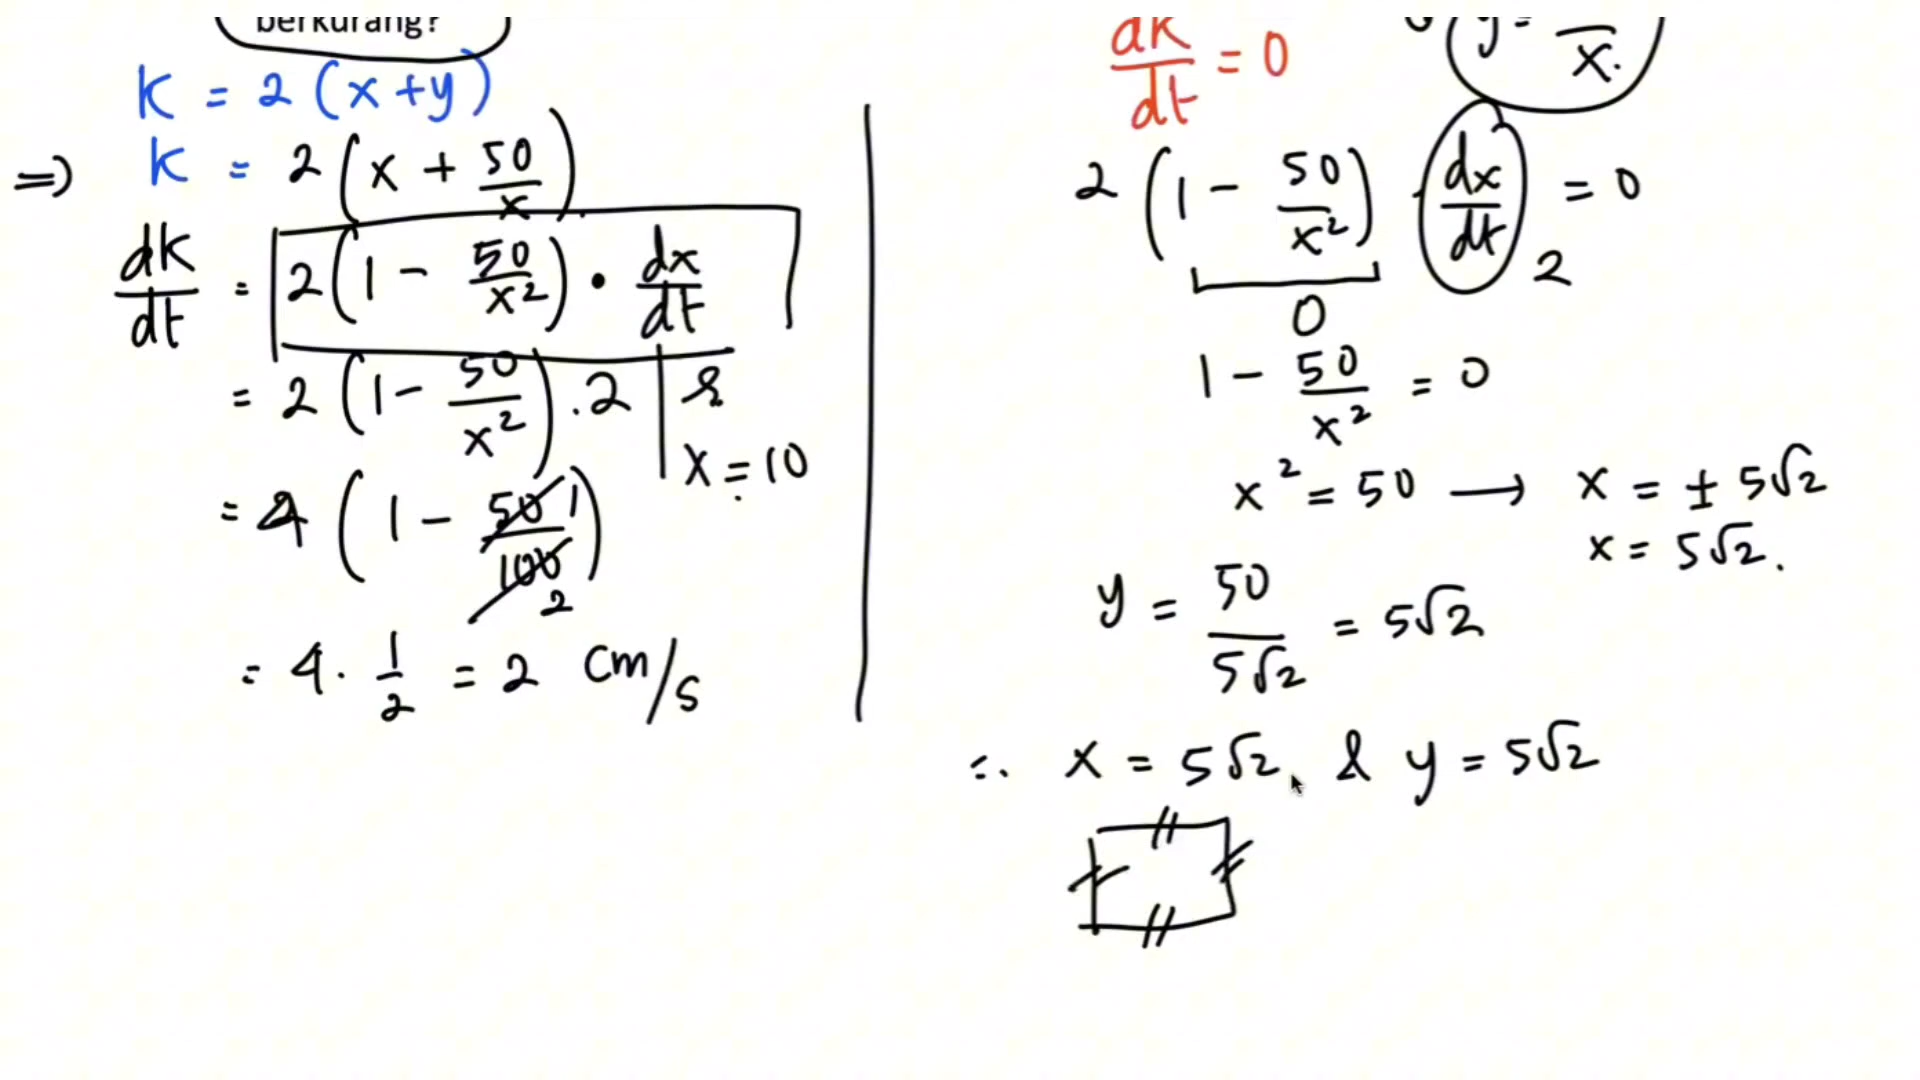 berkurang?
K = 2 (x + y)
⇒ K = 2 (x + 50/x)
dK/dt = 2 (1 - 50/x²) · dx/dt
= 2 (1 - 50/x²) . 2 |
x = 10
= 4 (1 - 50/100) 1 2
= 4 . 1/2 = 2 cm/s
dK/dt = 0
y = /x.
2 (1 - 50/x²) · dx/dt = 0
2
0
1 - 50/x² = 0
x² = 50 → x = ± 5√2
x = 5√2.
y = 50/5√2 = 5√2
∴ x = 5√2 & y = 5√2